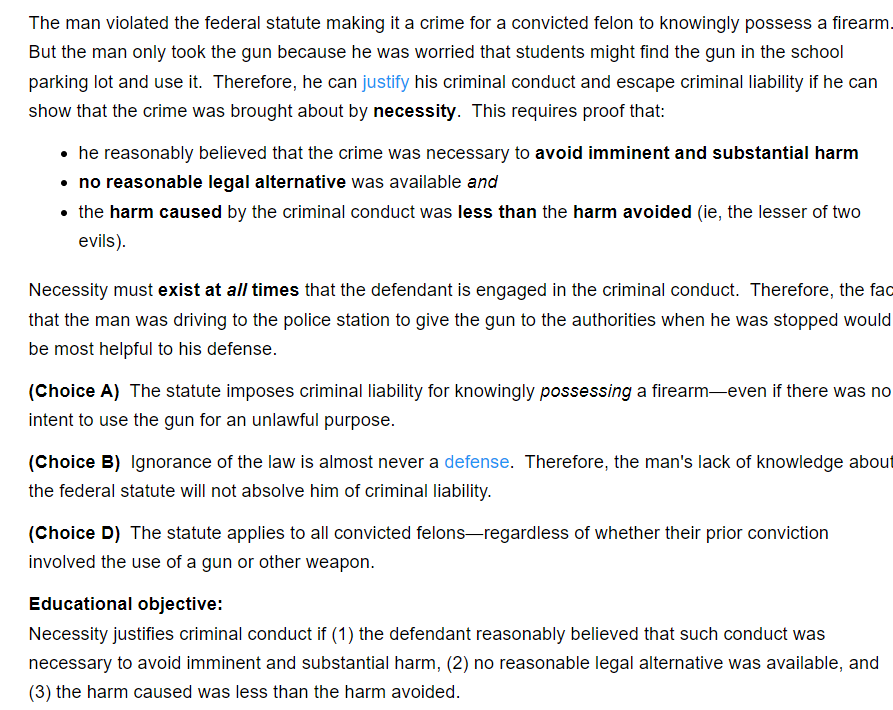 The man violated the federal statute making it a crime for a convicted felon to knowingly possess a firearm.
But the man only took the gun because he was worried that students might find the gun in the school
parking lot and use it.  Therefore, he can justify his criminal conduct and escape criminal liability if he can
show that the crime was brought about by necessity.  This requires proof that:
• he reasonably believed that the crime was necessary to avoid imminent and substantial harm
• no reasonable legal alternative was available and
• the harm caused by the criminal conduct was less than the harm avoided (ie, the lesser of two
evils).
Necessity must exist at all times that the defendant is engaged in the criminal conduct.  Therefore, the fac
that the man was driving to the police station to give the gun to the authorities when he was stopped would
be most helpful to his defense.
(Choice A)  The statute imposes criminal liability for knowingly possessing a firearm—even if there was no
intent to use the gun for an unlawful purpose.
(Choice B)  Ignorance of the law is almost never a defense.  Therefore, the man's lack of knowledge about
the federal statute will not absolve him of criminal liability.
(Choice D)  The statute applies to all convicted felons—regardless of whether their prior conviction
involved the use of a gun or other weapon.
Educational objective:
Necessity justifies criminal conduct if (1) the defendant reasonably believed that such conduct was
necessary to avoid imminent and substantial harm, (2) no reasonable legal alternative was available, and
(3) the harm caused was less than the harm avoided.